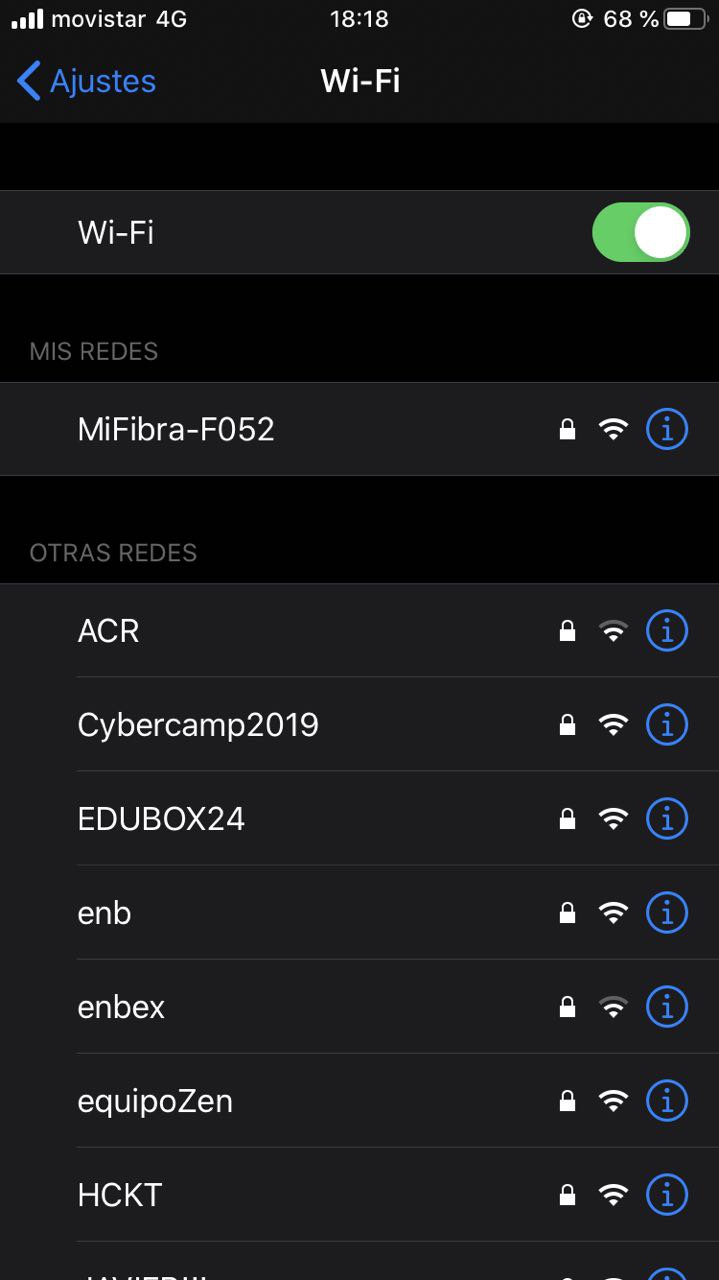 movistar 4G 18:18 68 %
Ajustes Wi-Fi
Wi-Fi
MIS REDES
MiFibra-F052
OTRAS REDES
ACR
Cybercamp2019
EDUBOX24
enb
enbex
equipoZen
HCKT